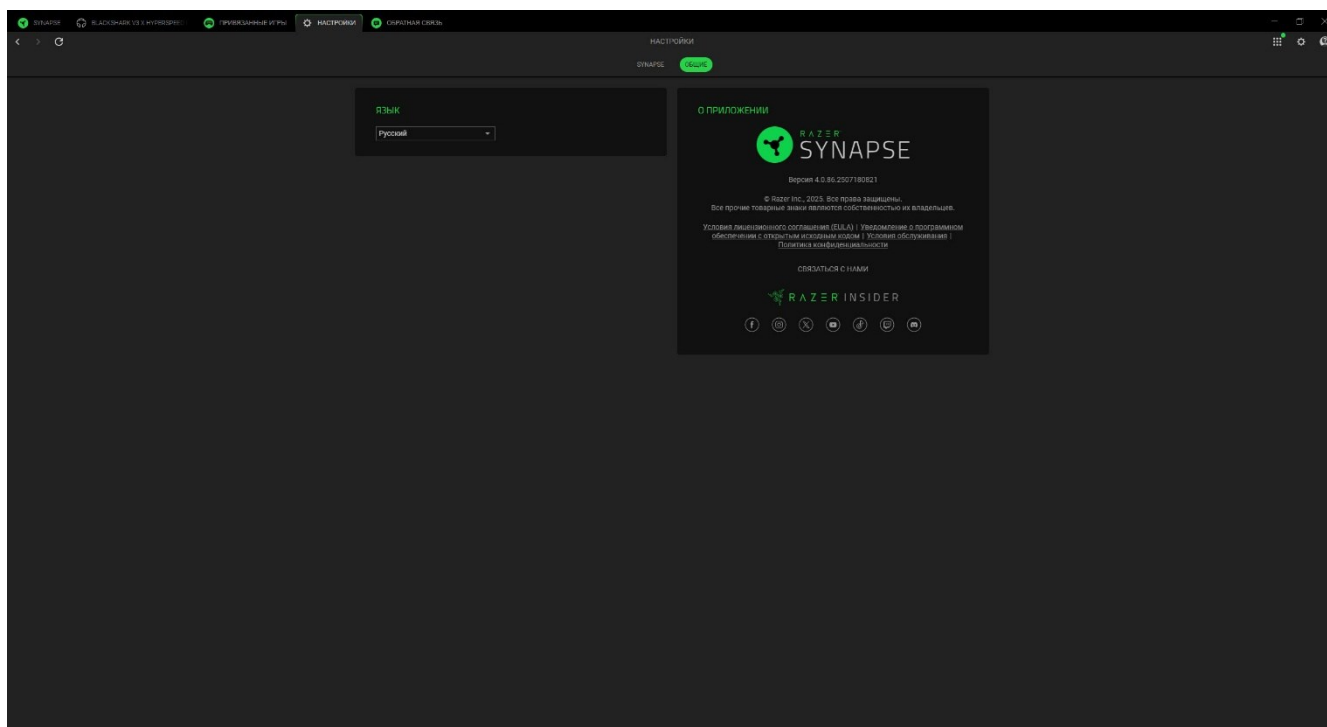 SYNAPSE
BLACKSHARK V3 X HYPERSPEED
ПРИВЯЗАННЫЕ ИГРЫ
НАСТРОЙКИ
ОБРАТНАЯ СВЯЗЬ
НАСТРОЙКИ
SYNAPSE
ОБЩИЕ
ЯЗЫК
Русский
О ПРИЛОЖЕНИИ
RAZER
SYNAPSE
Версия 4.0.86.2507180821
© Razer Inc., 2025. Все права защищены.
Все прочие товарные знаки являются собственностью их владельцев.
Условия лицензионного соглашения (EULA) | Уведомление о программном
обеспечении с открытым исходным кодом | Условия обслуживания |
Политика конфиденциальности
СВЯЗАТЬСЯ С НАМИ
RAZER INSIDER